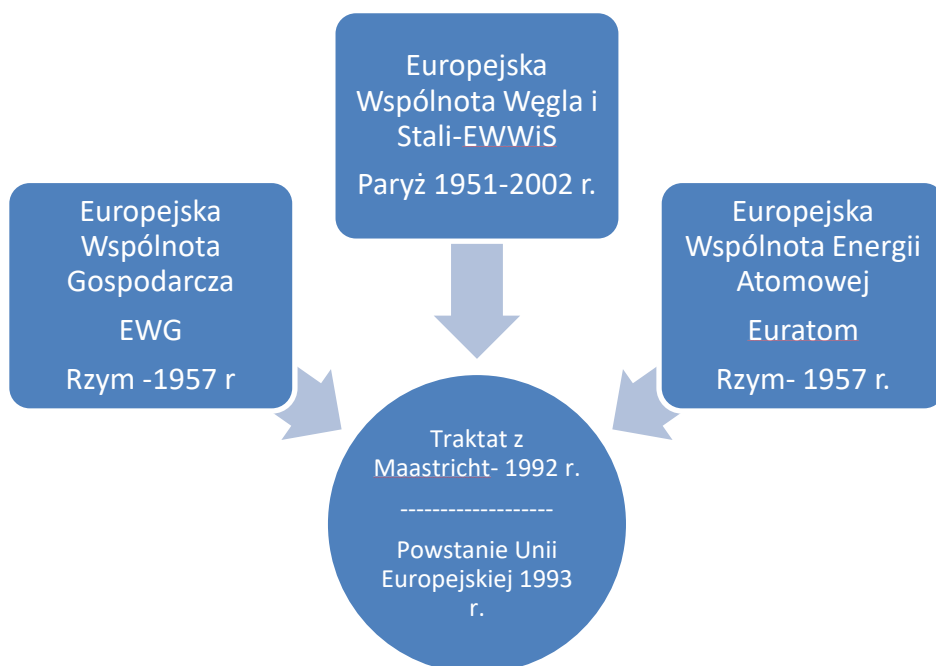 Europejska
Wspólnota Węgla i
Stali-EWWiS
Paryż 1951-2002 r.
Europejska
Wspólnota
Gospodarcza
EWG
Rzym -1957 r
Europejska
Wspólnota Energii
Atomowej
Euratom
Rzym- 1957 r.
Traktat z
Maastricht- 1992 r.
-------------------
Powstanie Unii
Europejskiej 1993
r.